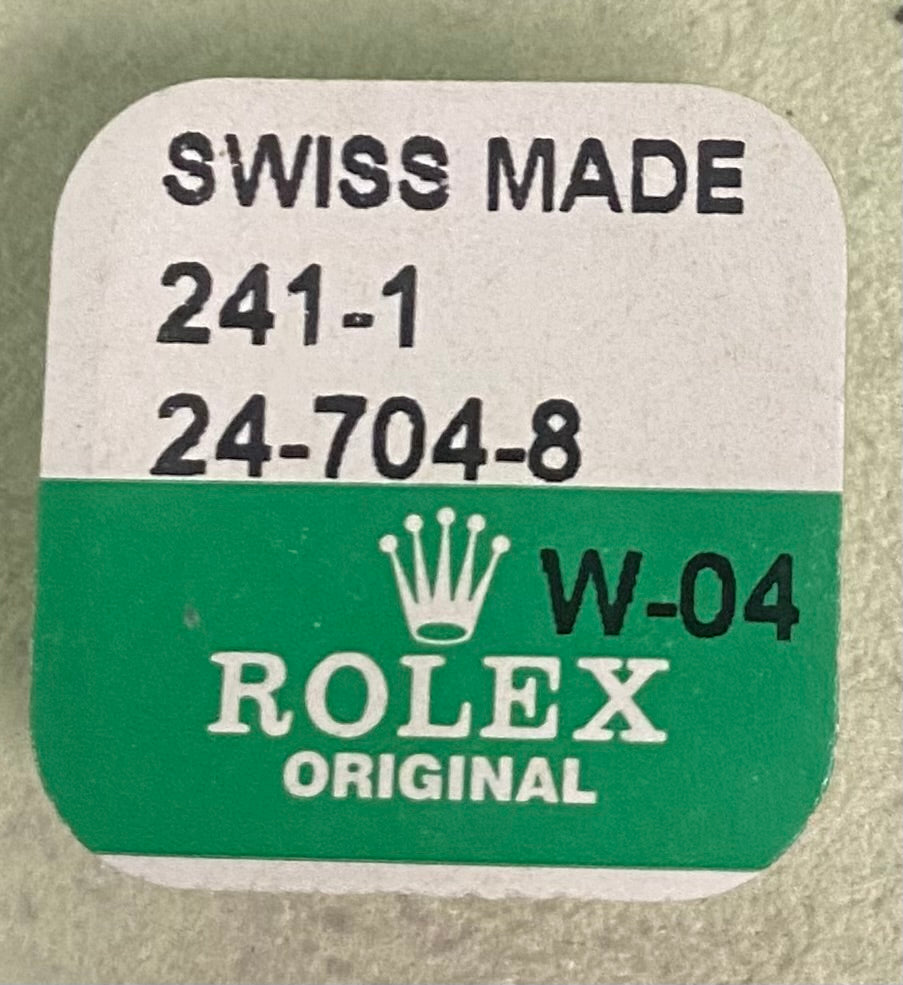 SWISS MADE
241-1
24-704-8
W-04
ROLEX
ORIGINAL